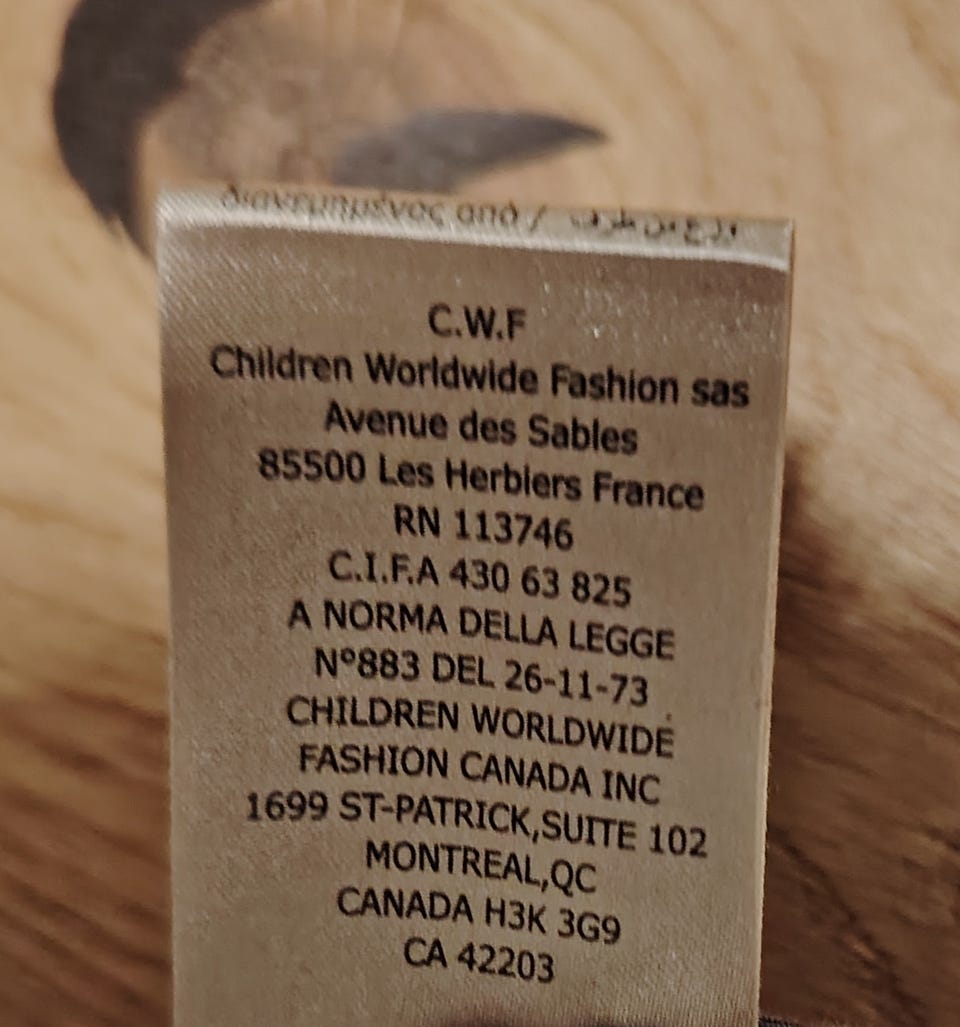 διανεμημένος από /
C.W.F
Children Worldwide Fashion sas
Avenue des Sables
85500 Les Herbiers France
RN 113746
C.I.F.A 430 63 825
A NORMA DELLA LEGGE
N°883 DEL 26-11-73
CHILDREN WORLDWIDE
FASHION CANADA INC
1699 ST-PATRICK,SUITE 102
MONTREAL,QC
CANADA H3K 3G9
CA 42203